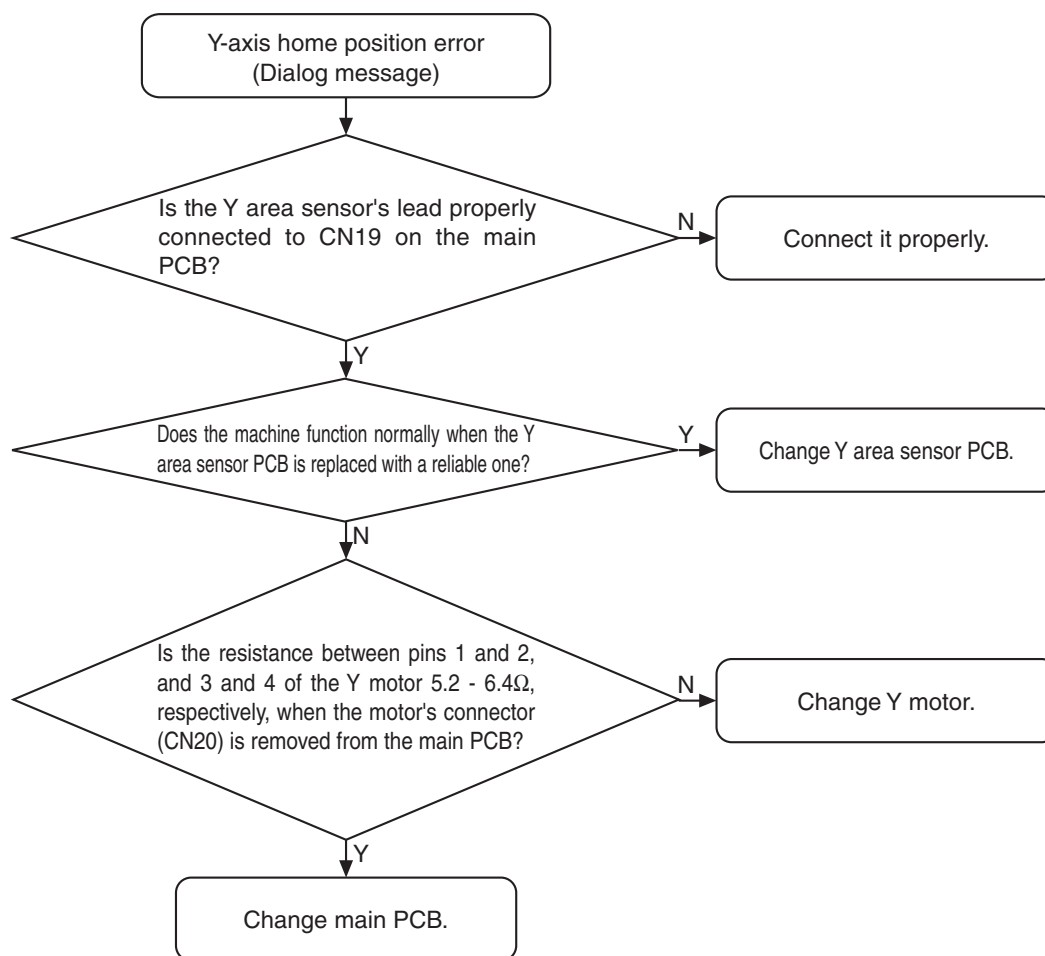 Y-axis home position error
(Dialog message)
Is the Y area sensor's lead properly
connected to CN19 on the main
PCB?
N
Connect it properly.
Y
Does the machine function normally when the Y
area sensor PCB is replaced with a reliable one?
Y
Change Y area sensor PCB.
N
Is the resistance between pins 1 and 2,
and 3 and 4 of the Y motor 5.2 - 6.4Ω,
respectively, when the motor's connector
(CN20) is removed from the main PCB?
N
Change Y motor.
Y
Change main PCB.